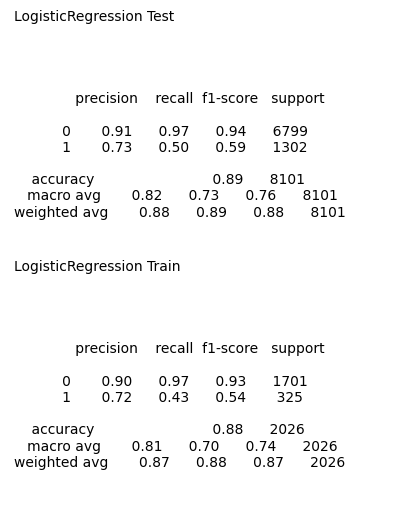 LogisticRegression Test
precision recall f1-score support
0 0.91 0.97 0.94 6799
1 0.73 0.50 0.59 1302
accuracy 0.89 8101
macro avg 0.82 0.73 0.76 8101
weighted avg 0.88 0.89 0.88 8101
LogisticRegression Train
precision recall f1-score support
0 0.90 0.97 0.93 1701
1 0.72 0.43 0.54 325
accuracy 0.88 2026
macro avg 0.81 0.70 0.74 2026
weighted avg 0.87 0.88 0.87 2026